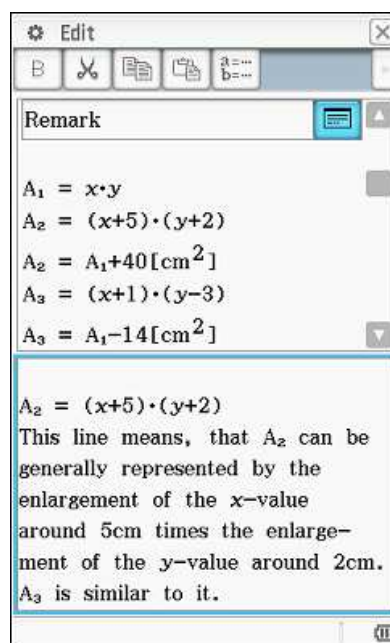 Edit
B
a=…
b=…
Remark
A₁ = x·y
A₂ = (x+5)·(y+2)
A₂ = A₁+40[cm²]
A₃ = (x+1)·(y−3)
A₃ = A₁−14[cm²]
A₂ = (x+5)·(y+2)
This line means, that A₂ can be
generally represented by the
enlargement of the x−value
around 5cm times the enlarge−
ment of the y−value around 2cm.
A₃ is similar to it.